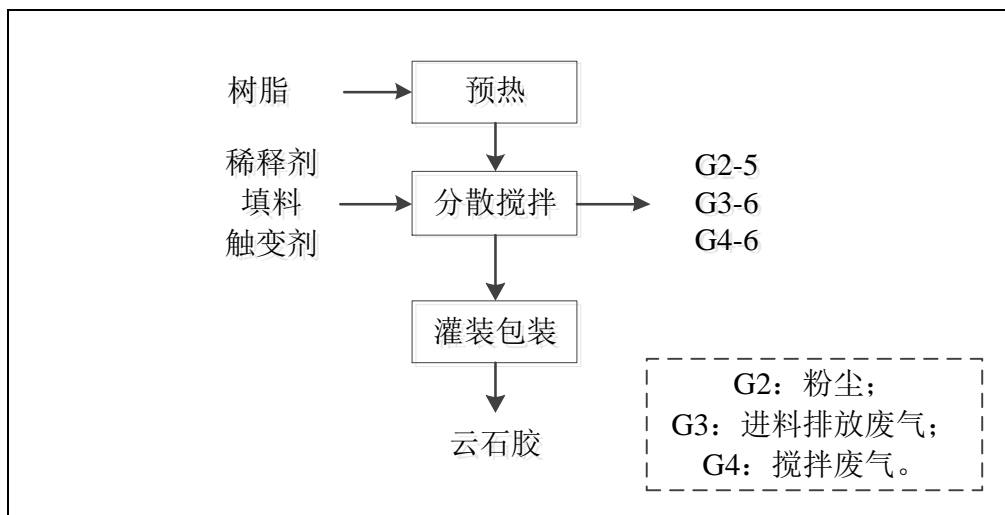 树脂
预热
稀释剂
填料
触变剂
分散搅拌
G2-5
G3-6
G4-6
灌装包装
云石胶
G2：粉尘；
G3：进料排放废气；
G4：搅拌废气。